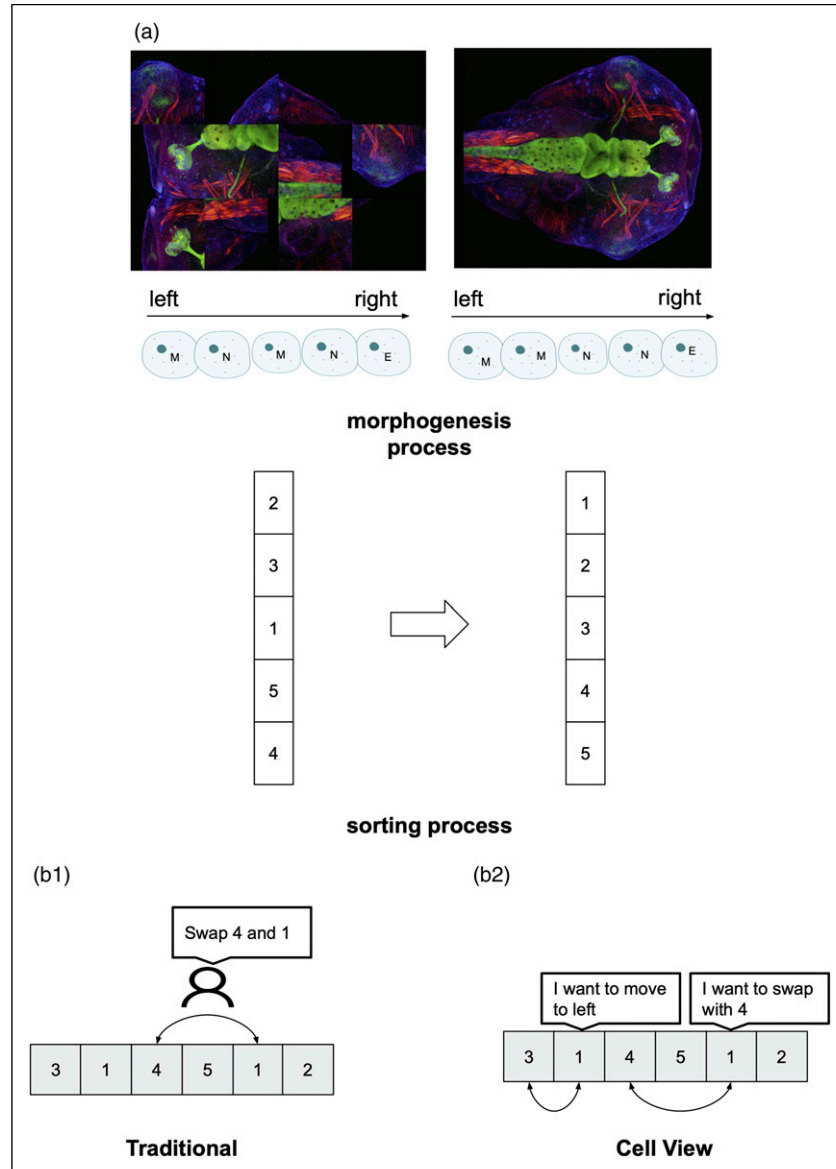 (a)
left right
left right
M N M N E
M M N N E
morphogenesis
process
2
3
1
5
4
1
2
3
4
5
sorting process
(b1)
Swap 4 and 1
3 1 4 5 1 2
Traditional
(b2)
I want to move
to left
I want to swap
with 4
3 1 4 5 1 2
Cell View